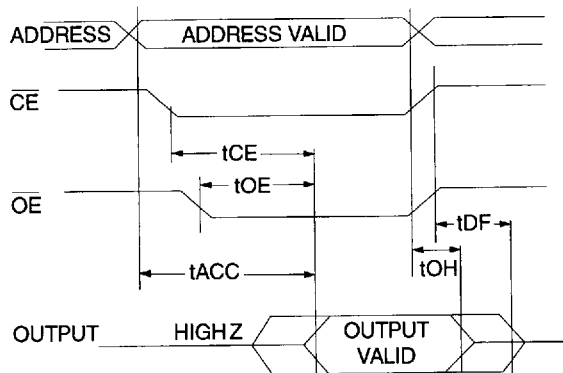 ADDRESS
ADDRESS VALID
CE
tCE
tOE
OE
tDF
tOH
tACC
OUTPUT
HIGH Z
OUTPUT
VALID